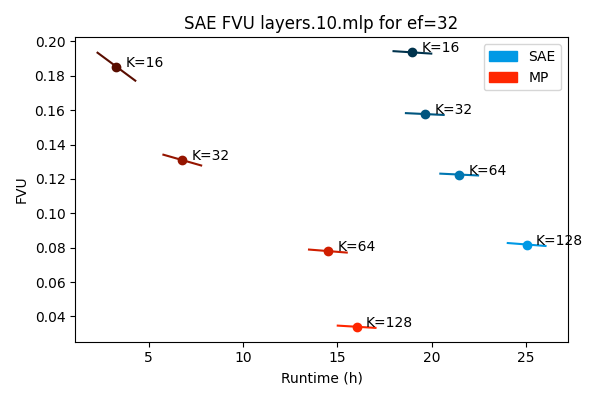 SAE FVU layers.10.mlp for ef=32
FVU
0.20
0.18
0.16
0.14
0.12
0.10
0.08
0.06
0.04
K=16
K=32
K=64
K=128
K=16
K=32
K=64
K=128
SAE
MP
5
10
15
20
25
Runtime (h)